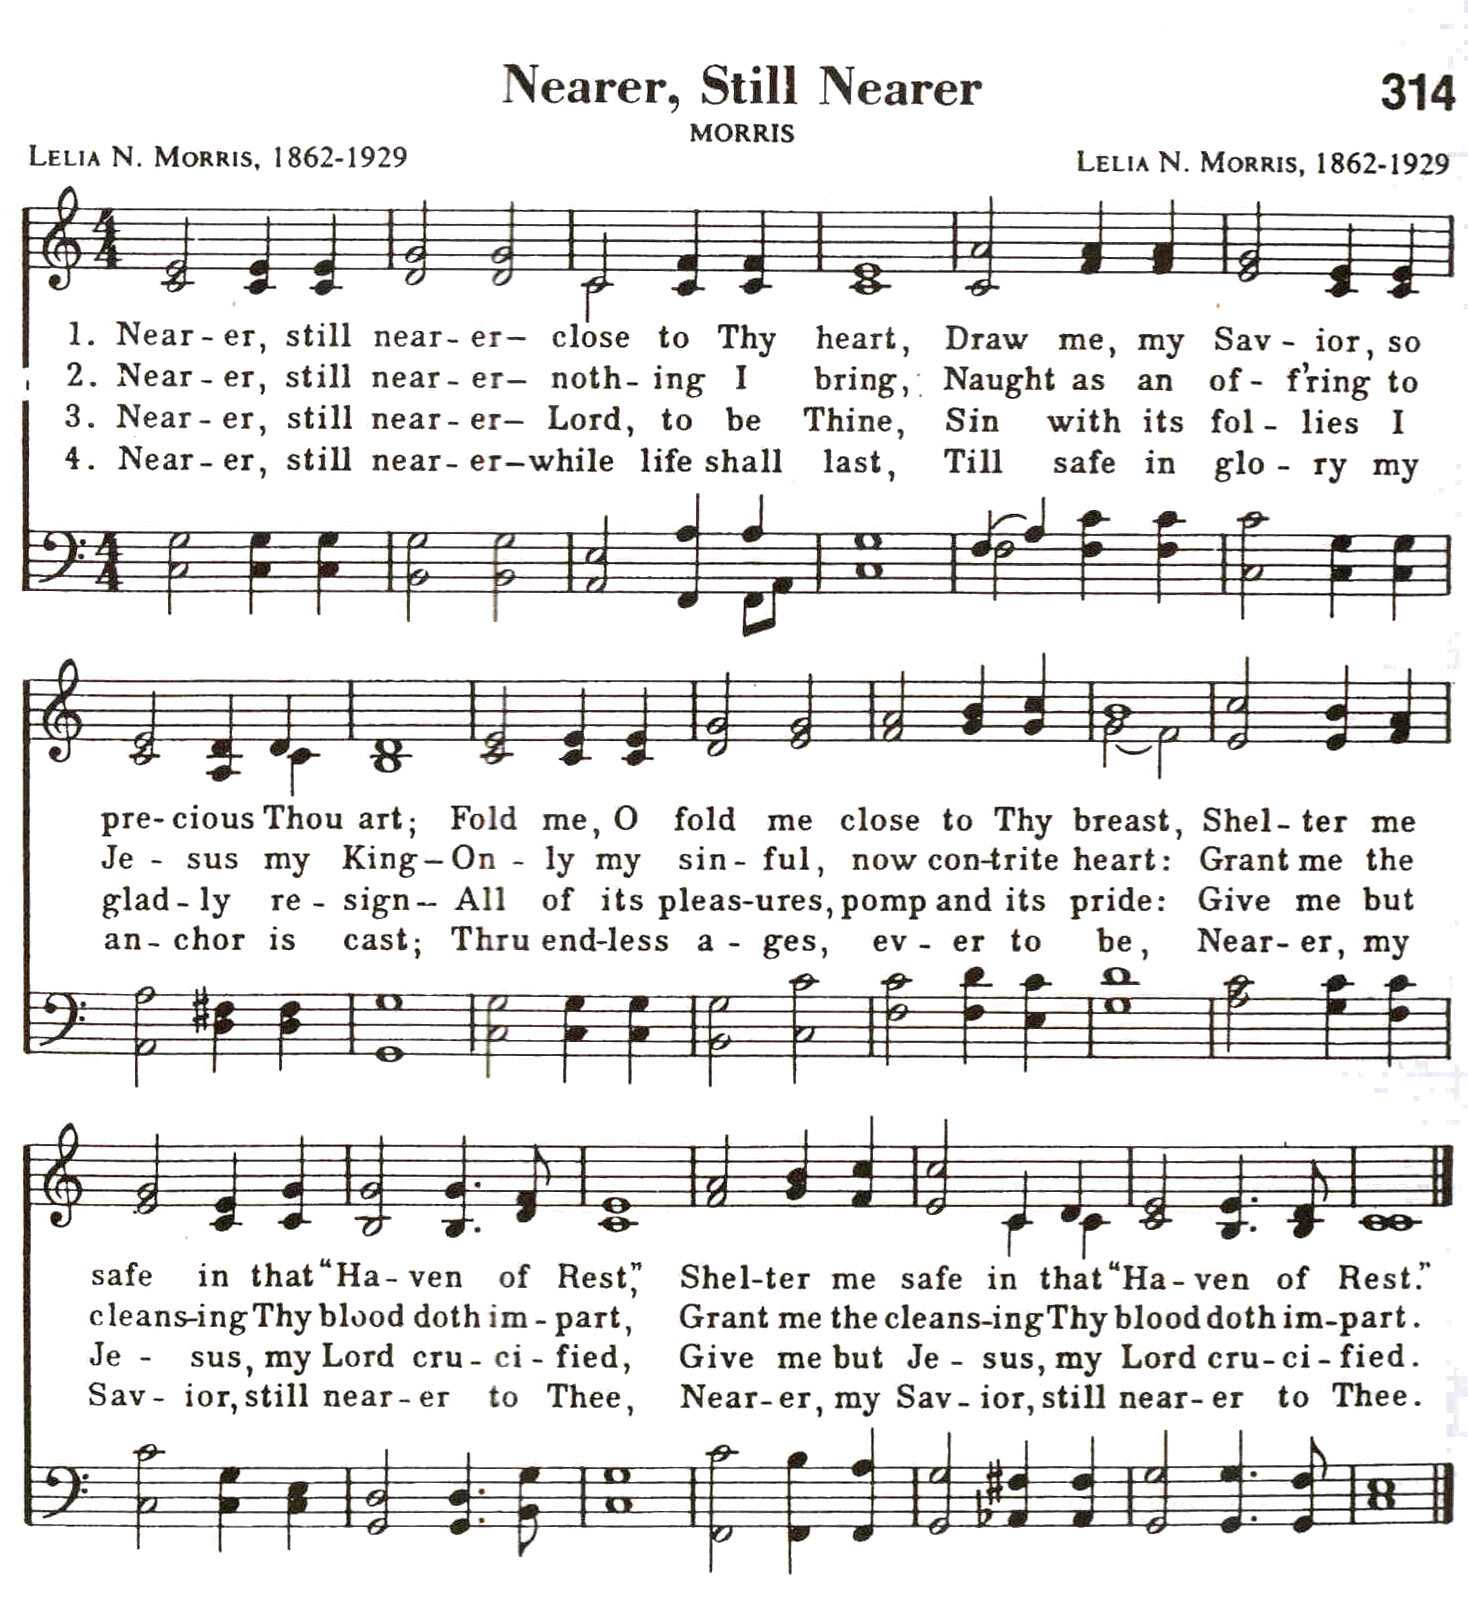 Nearer, Still Nearer
314
MORRIS
LELIA N. MORRIS, 1862-1929
LELIA N. MORRIS, 1862-1929
1. Near-er, still near-er— close to Thy heart, Draw me, my Sav-ior, so
2. Near-er, still near-er— noth-ing I bring, Naught as an of-f'ring to
3. Near-er, still near-er— Lord, to be Thine, Sin with its fol-lies I
4. Near-er, still near-er—while life shall last, Till safe in glo-ry my
pre-cious Thou art; Fold me, O fold me close to Thy breast, Shel-ter me
Je-sus my King—On-ly my sin-ful, now con-trite heart: Grant me the
glad-ly re-sign— All of its pleas-ures, pomp and its pride: Give me but
an-chor is cast; Thru end-less a-ges, ev-er to be, Near-er, my
safe in that “Ha-ven of Rest,” Shel-ter me safe in that “Ha-ven of Rest.”
cleans-ing Thy blood doth im-part, Grant me the cleans-ing Thy blood doth im-part.
Je-sus, my Lord cru-ci-fied, Give me but Je-sus, my Lord cru-ci-fied.
Sav-ior, still near-er to Thee, Near-er, my Sav-ior, still near-er to Thee.